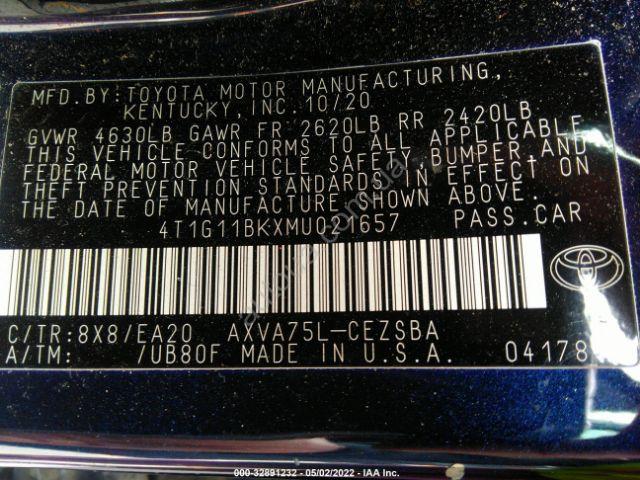 MFD.BY:TOYOTA MOTOR MANUFACTURING,
KENTUCKY, INC. 10/20
GVWR 4630LB GAWR FR 2620LB RR 2420LB
THIS VEHICLE CONFORMS TO ALL APPLICABLE
FEDERAL MOTOR VEHICLE SAFETY,BUMPER,AND
THEFT PREVENTION STANDARDS IN EFFECT ON
THE DATE OF MANUFACTURE SHOWN ABOVE.
4T1G11BKXMU021657 PASS.CAR
C/TR:8X8/EA20 AXVA75L-CEZSBA
A/TM: /UB80F MADE IN U.S.A. 04178
TOYOTA
000-32891232 - 05/02/2022 - IAA Inc.